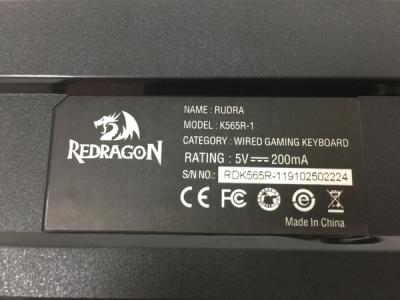 REDRAGON
NAME : RUDRA
MODEL : K565R-1
CATEGORY : WIRED GAMING KEYBOARD
RATING : 5V⎓200mA
S/N NO.: RDK565R-119102502224
CE FC
Made In China